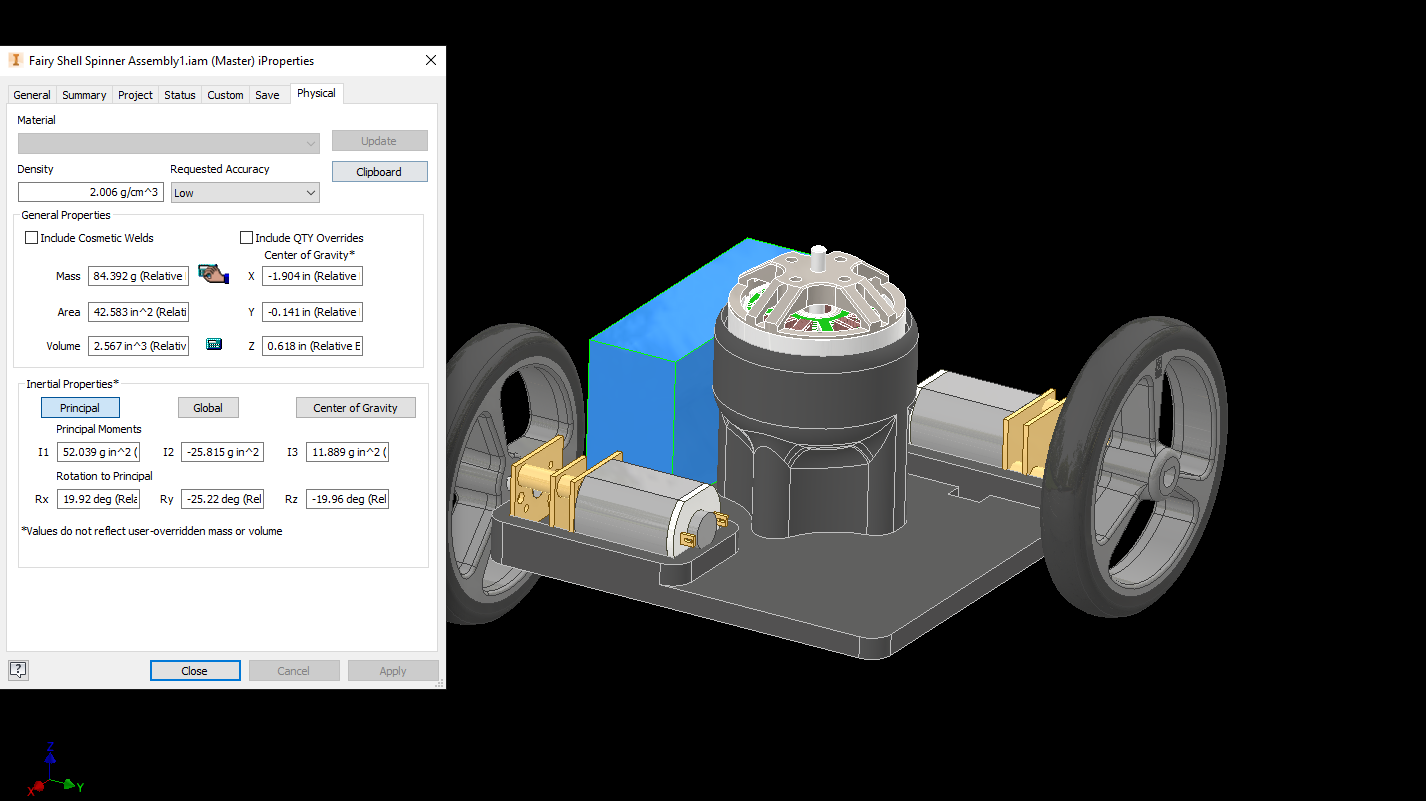 Fairy Shell Spinner Assembly1.iam (Master) iProperties
General Summary Project Status Custom Save Physical
Material
Update
Density Requested Accuracy
Clipboard
2.006 g/cm^3 Low
General Properties
Include Cosmetic Welds Include QTY Overrides
Center of Gravity*
Mass 84.392 g (Relative X -1.904 in (Relative
Area 42.583 in^2 (Relati Y -0.141 in (Relative
Volume 2.567 in^3 (Relativ Z 0.618 in (Relative E
Inertial Properties*
Principal Global Center of Gravity
Principal Moments
I1 52.039 g in^2 ( I2 -25.815 g in^2 I3 11.889 g in^2 (
Rotation to Principal
Rx 19.92 deg (Rela Ry -25.22 deg (Rel Rz -19.96 deg (Rel
*Values do not reflect user-overridden mass or volume
?
Close Cancel Apply
Z
X Y